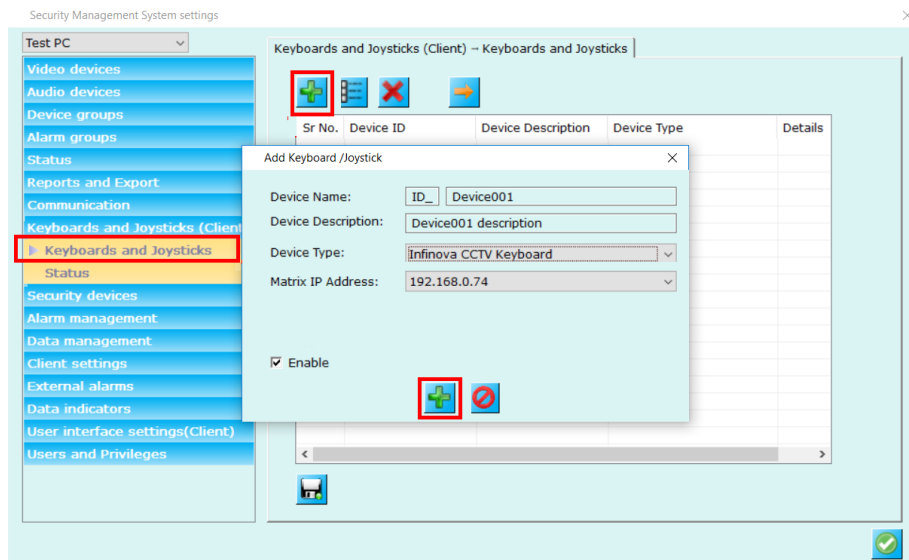 Security Management System settings
Test PC
Keyboards and Joysticks (Client) → Keyboards and Joysticks
Video devices
Audio devices
Device groups
Alarm groups
Status
Reports and Export
Communication
Keyboards and Joysticks (Client
Keyboards and Joysticks
Status
Security devices
Alarm management
Data management
Client settings
External alarms
Data indicators
User interface settings(Client)
Users and Privileges
Sr No. Device ID Device Description Device Type Details
Add Keyboard /Joystick
Device Name: ID_ Device001
Device Description: Device001 description
Device Type: Infinova CCTV Keyboard
Matrix IP Address: 192.168.0.74
Enable